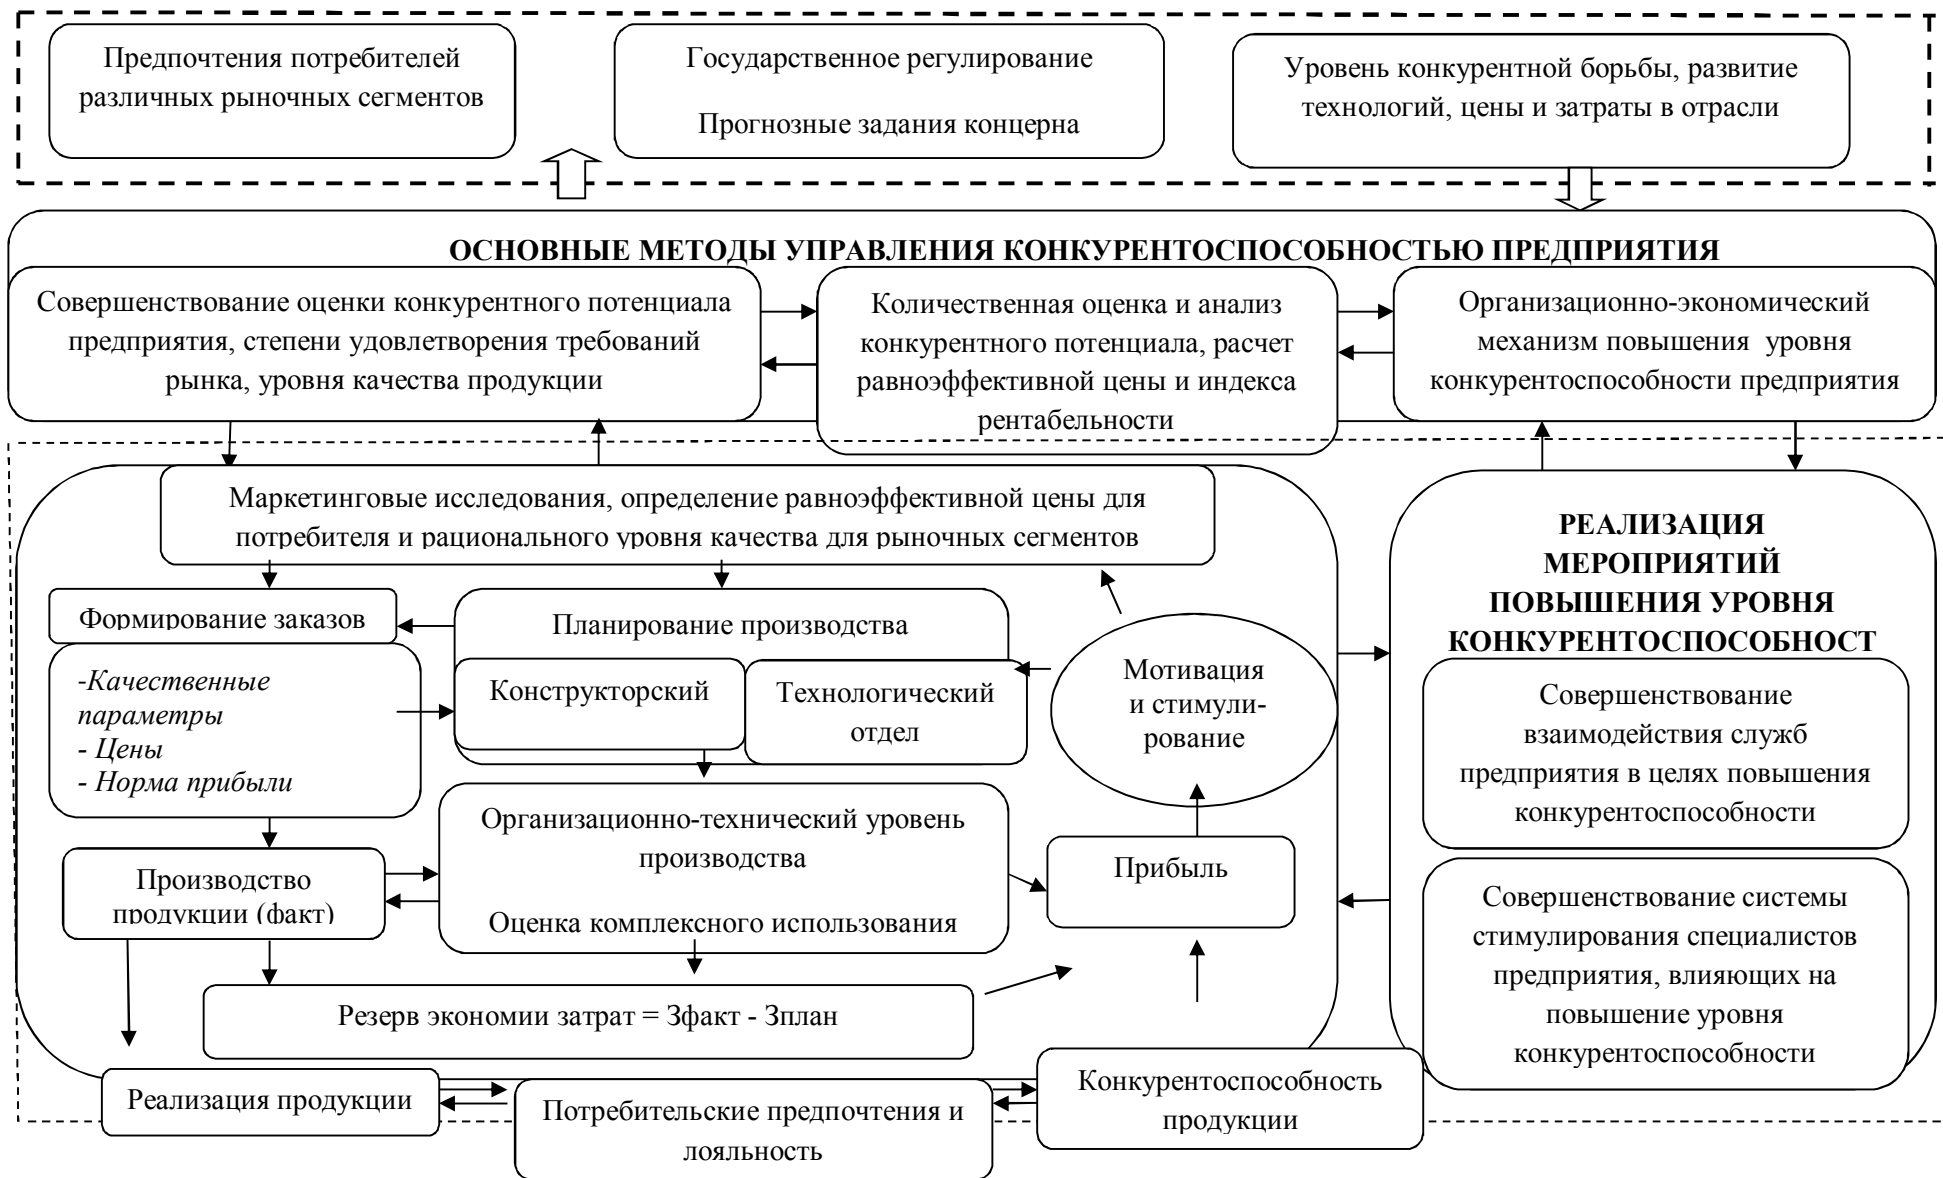 Предпочтения потребителей
различных рыночных сегментов
Государственное регулирование
Прогнозные задания концерна
Уровень конкурентной борьбы, развитие
технологий, цены и затраты в отрасли
ОСНОВНЫЕ МЕТОДЫ УПРАВЛЕНИЯ КОНКУРЕНТОСПОСОБНОСТЬЮ ПРЕДПРИЯТИЯ
Совершенствование оценки конкурентного потенциала
предприятия, степени удовлетворения требований
рынка, уровня качества продукции
Количественная оценка и анализ
конкурентного потенциала, расчет
равноэффективной цены и индекса
рентабельности
Организационно-экономический
механизм повышения уровня
конкурентоспособности предприятия
Маркетинговые исследования, определение равноэффективной цены для
потребителя и рационального уровня качества для рыночных сегментов
Формирование заказов
-Качественные
параметры
- Цены
- Норма прибыли
Планирование производства
Конструкторский
Технологический
отдел
Мотивация
и стимули-
рование
Производство
продукции (факт)
Организационно-технический уровень
производства
Оценка комплексного использования
Прибыль
Резерв экономии затрат = Зфакт - Зплан
Реализация продукции
Потребительские предпочтения и
лояльность
Конкурентоспособность
продукции
РЕАЛИЗАЦИЯ
МЕРОПРИЯТИЙ
ПОВЫШЕНИЯ УРОВНЯ
КОНКУРЕНТОСПОСОБНОСТ
Совершенствование
взаимодействия служб
предприятия в целях повышения
конкурентоспособности
Совершенствование системы
стимулирования специалистов
предприятия, влияющих на
повышение уровня
конкурентоспособности